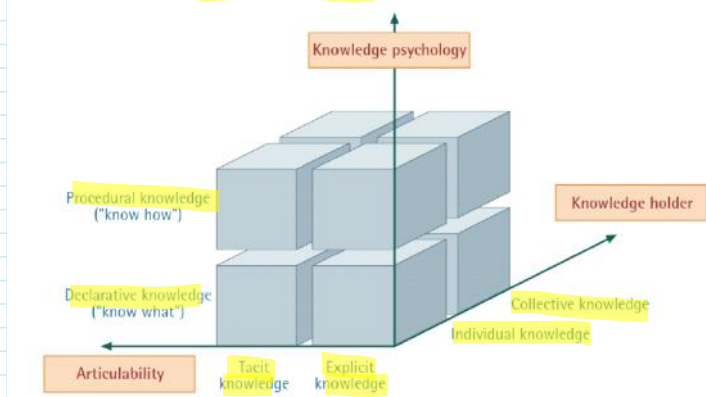 Knowledge psychology
Procedural knowledge
("know how")
Knowledge holder
Declarative knowledge
("know what")
Collective knowledge
Individual knowledge
Articulability
Tacit
knowledge
Explicit
knowledge